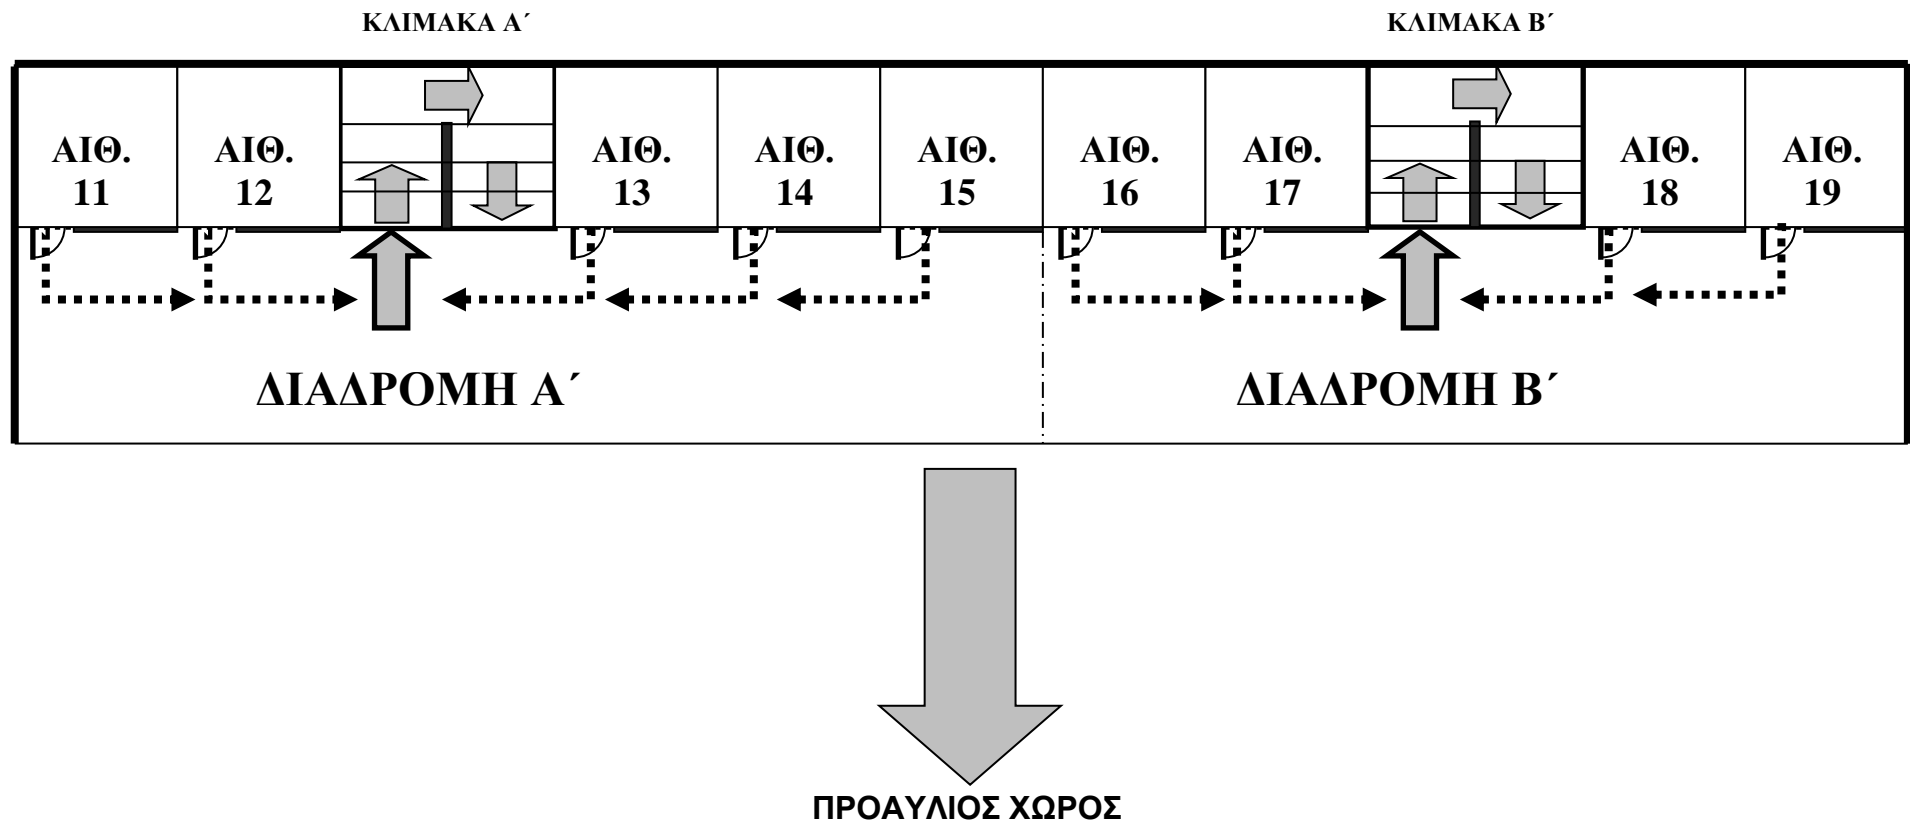 ΚΛΙΜΑΚΑ Α΄
ΚΛΙΜΑΚΑ Β΄
ΑΙΘ.
11
ΑΙΘ.
12
ΑΙΘ.
13
ΑΙΘ.
14
ΑΙΘ.
15
ΑΙΘ.
16
ΑΙΘ.
17
ΑΙΘ.
18
ΑΙΘ.
19
ΔΙΑΔΡΟΜΗ Α΄
ΔΙΑΔΡΟΜΗ Β΄
ΠΡΟΑΥΛΙΟΣ ΧΩΡΟΣ